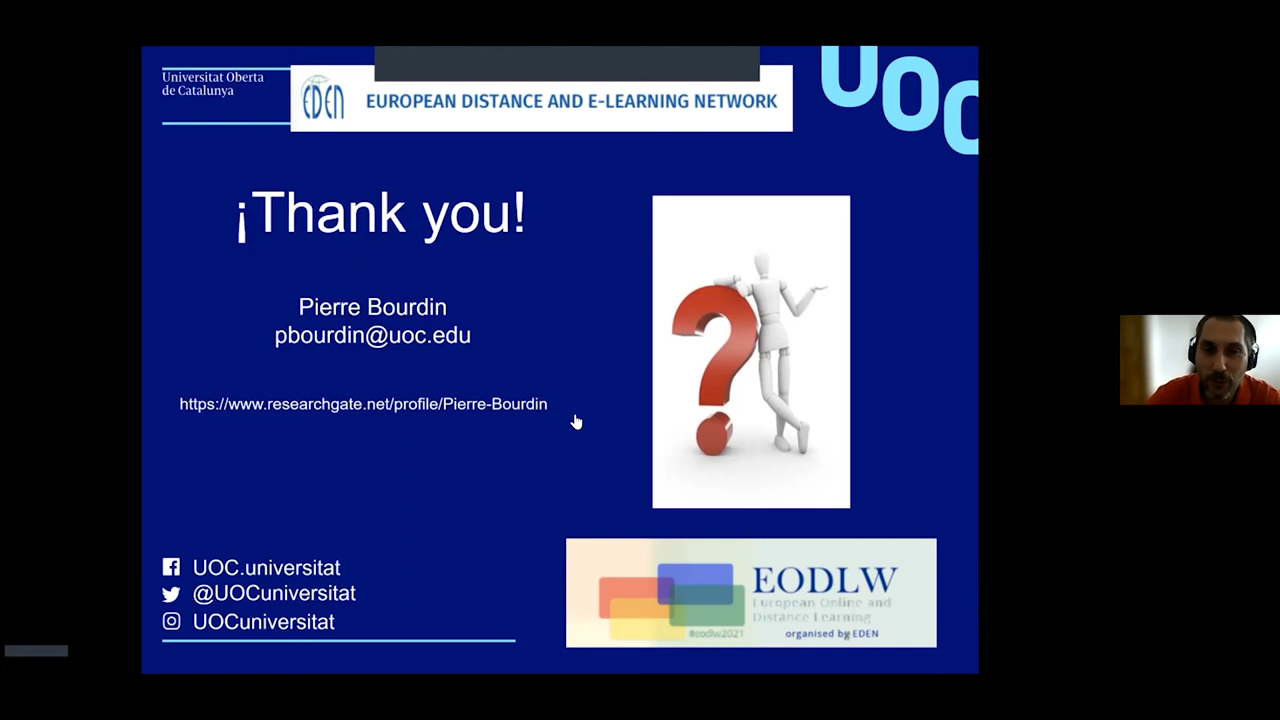 Universitat Oberta
de Catalunya
EDEN
EUROPEAN DISTANCE AND E-LEARNING NETWORK
UOC
¡Thank you!
Pierre Bourdin
pbourdin@uoc.edu
https://www.researchgate.net/profile/Pierre-Bourdin
?
UOC.universitat
@UOCuniversitat
UOCuniversitat
EODLW
European Online and
Distance Learning
#eodlw2021
organised by EDEN